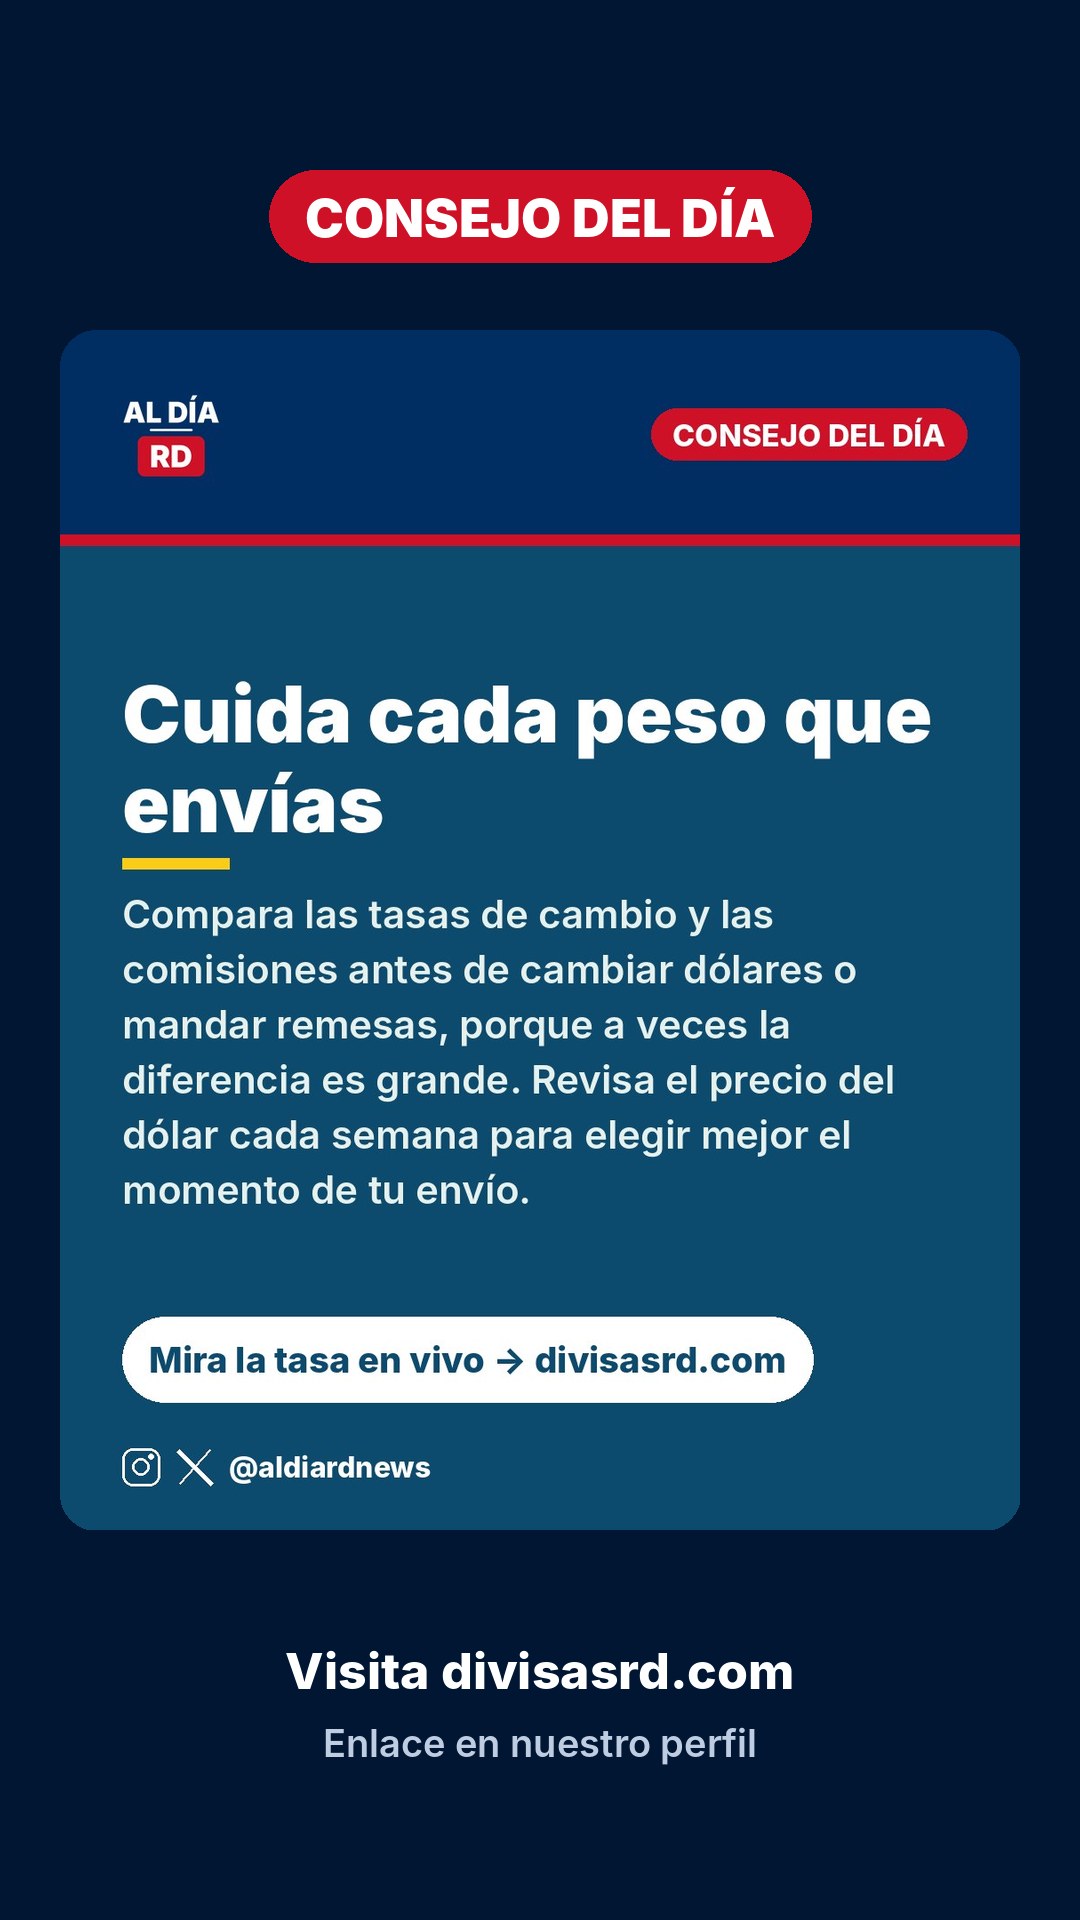 CONSEJO DEL DÍA
AL DÍA
RD
CONSEJO DEL DÍA
Cuida cada peso que
envías
Compara las tasas de cambio y las
comisiones antes de cambiar dólares o
mandar remesas, porque a veces la
diferencia es grande. Revisa el precio del
dólar cada semana para elegir mejor el
momento de tu envío.
Mira la tasa en vivo → divisasrd.com
@aldiardnews
Visita divisasrd.com
Enlace en nuestro perfil